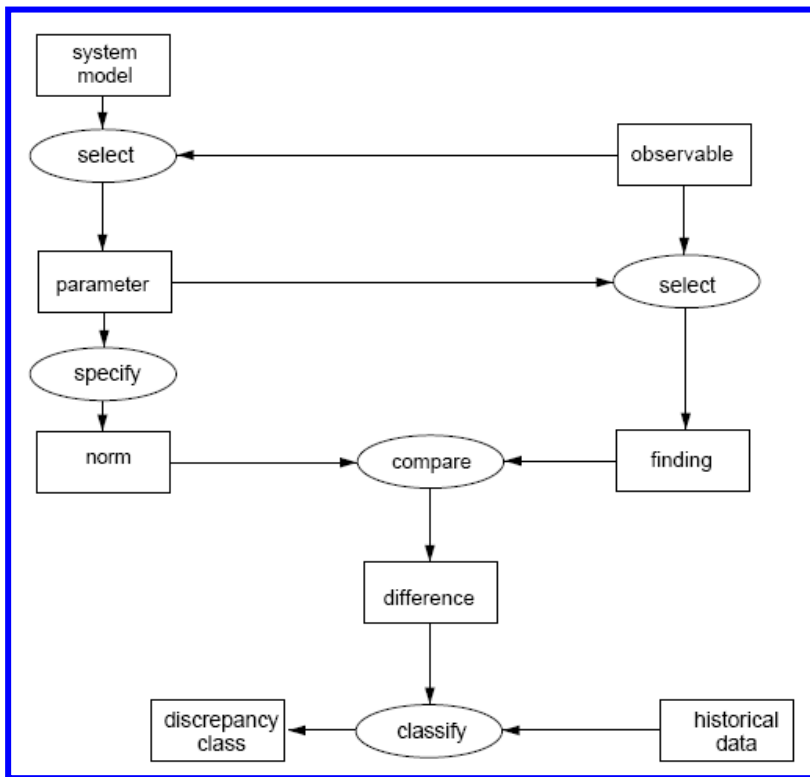 system
model
select
observable
parameter
select
specify
norm
compare
finding
difference
discrepancy
class
classify
historical
data